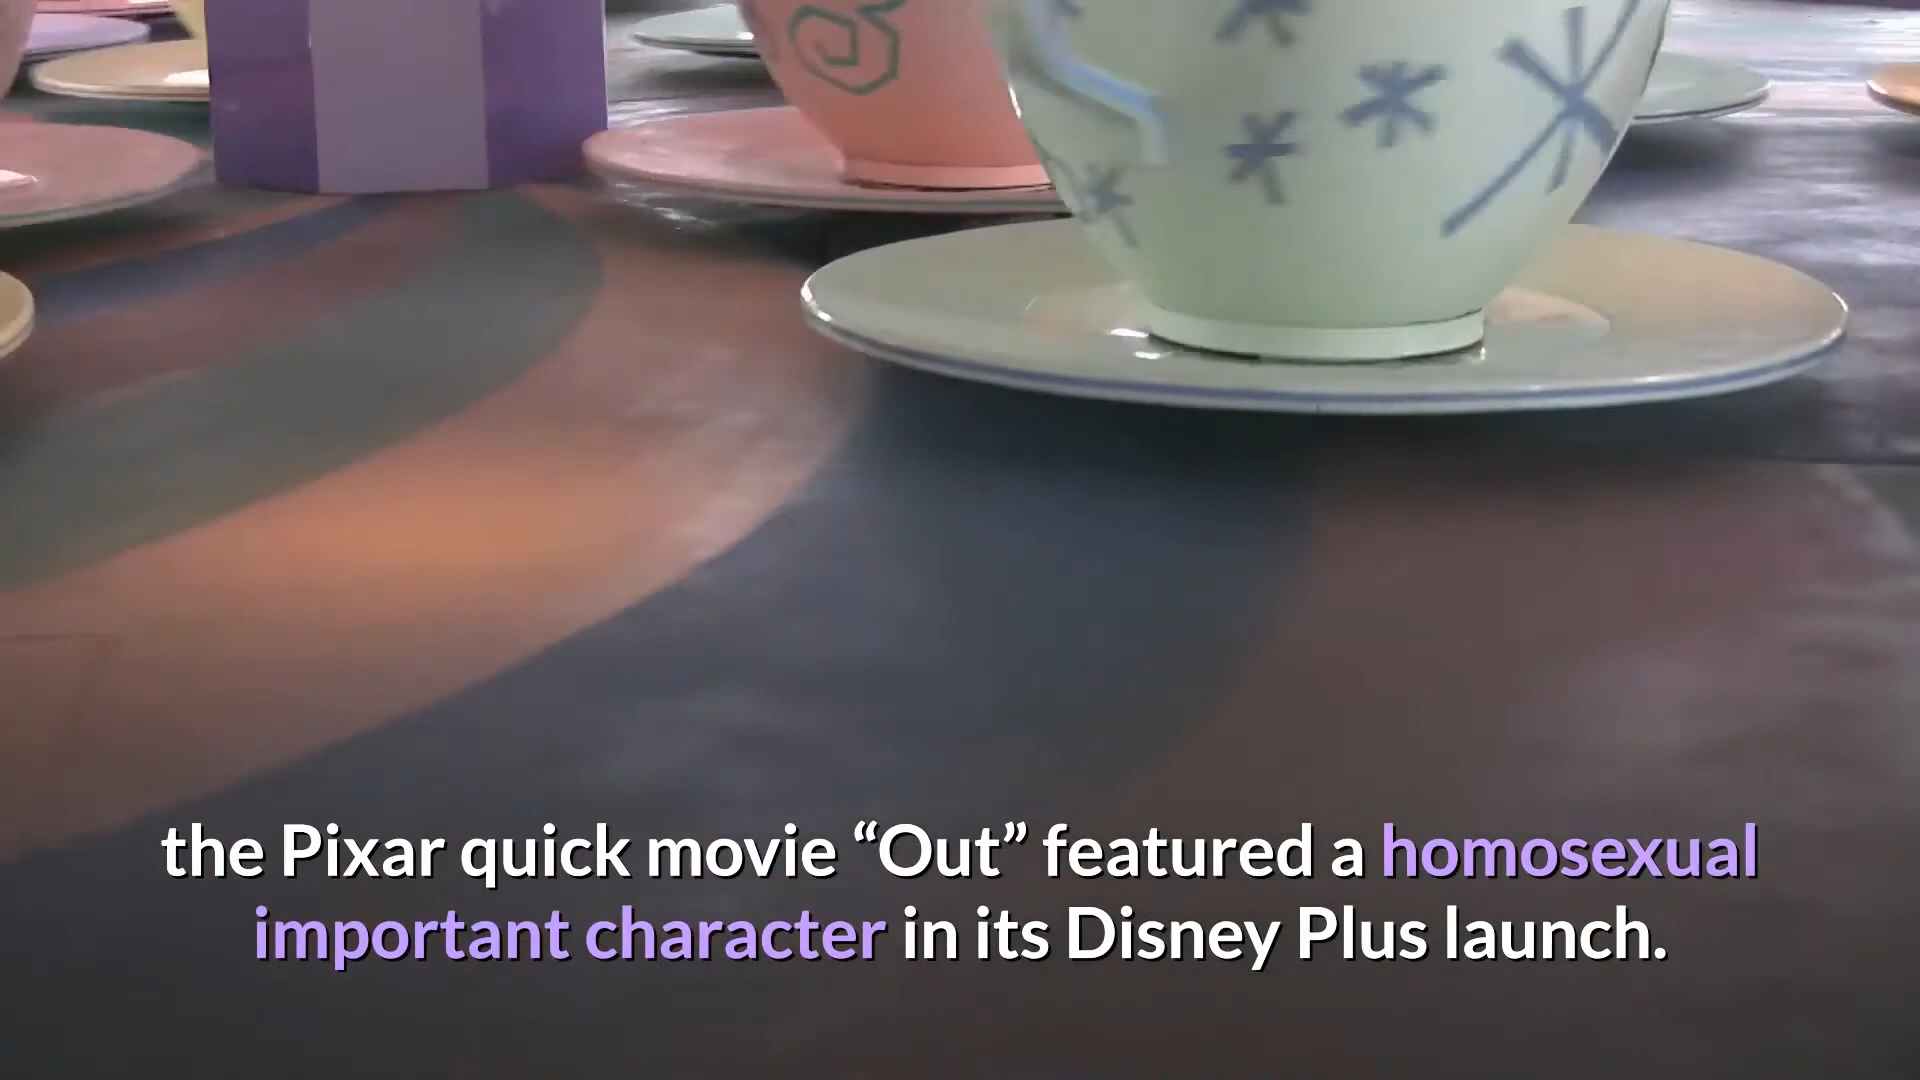 the Pixar quick movie “Out” featured a homosexual
important character in its Disney Plus launch.